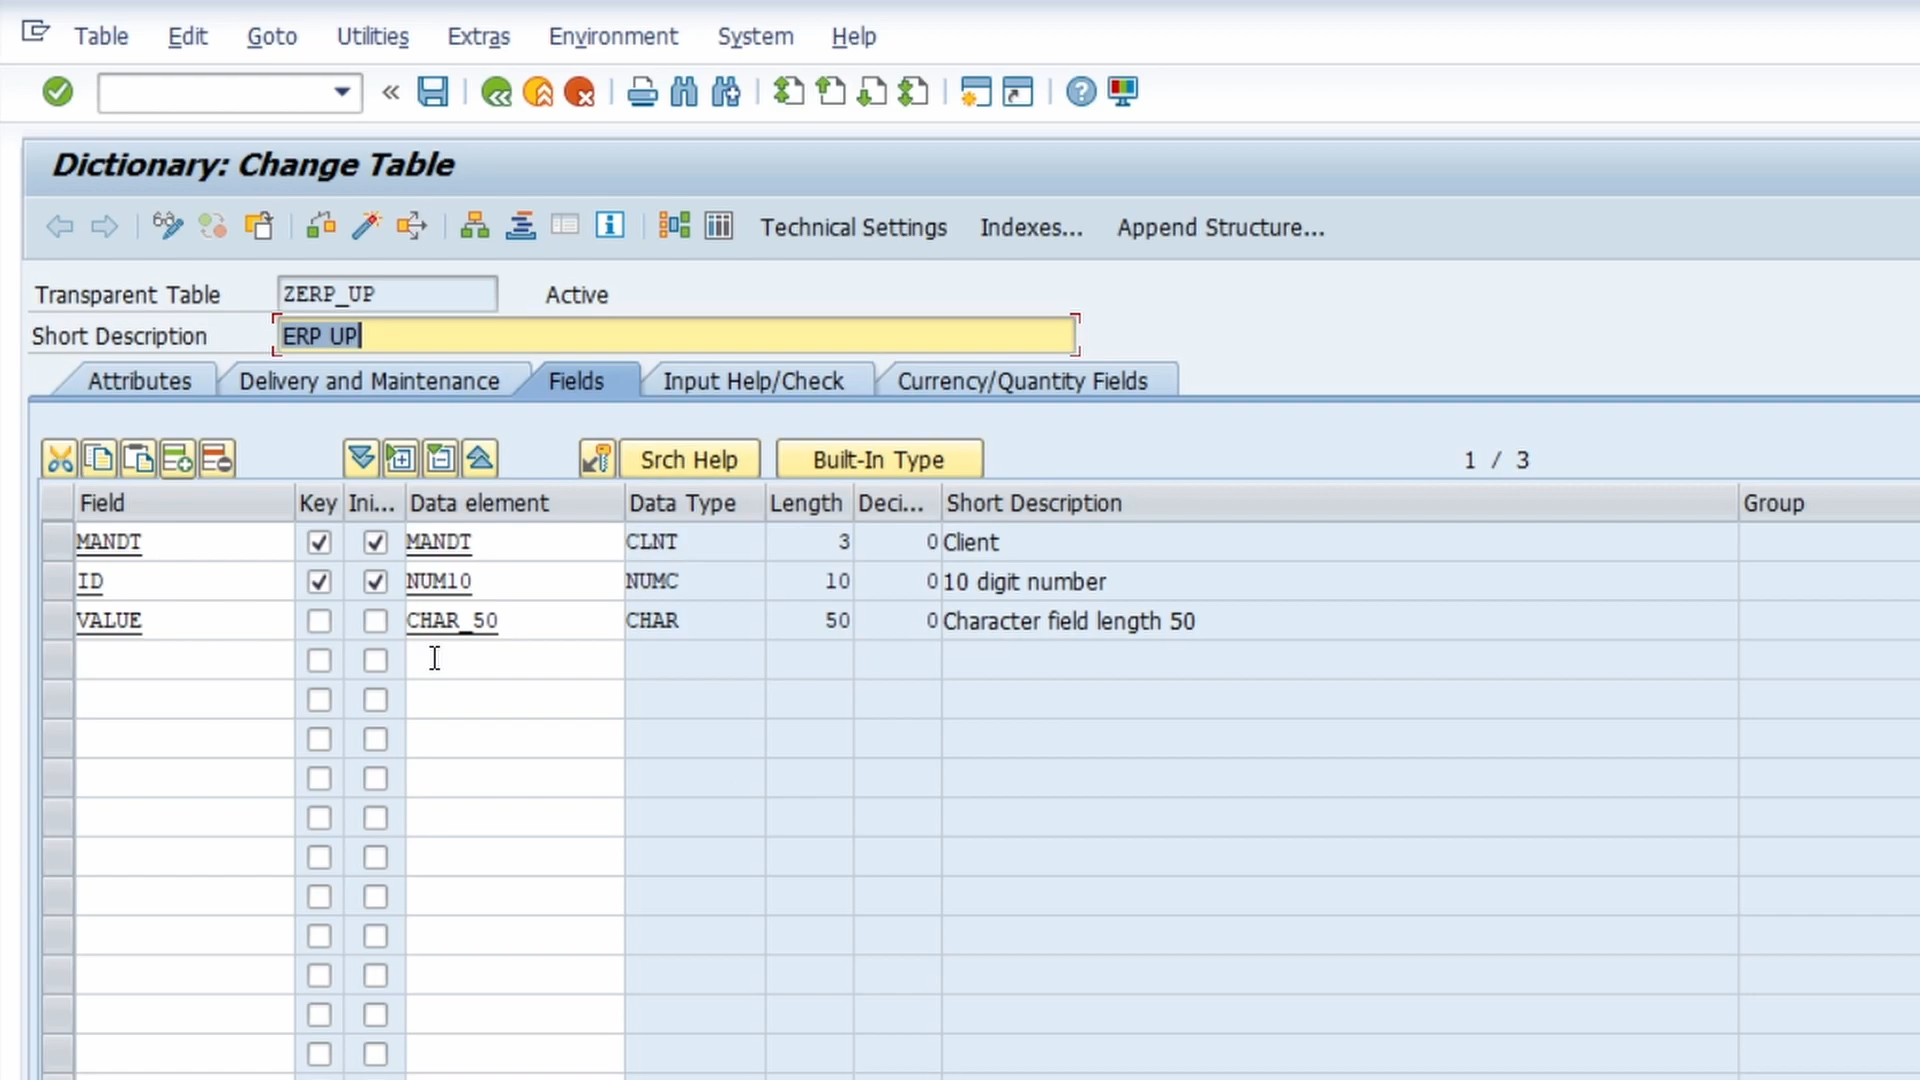 Table Edit Goto Utilities Extras Environment System Help
Dictionary: Change Table
Technical Settings Indexes... Append Structure...
Transparent Table ZERP_UP Active
Short Description ERP UP
Attributes Delivery and Maintenance Fields Input Help/Check Currency/Quantity Fields
Srch Help Built-In Type 1 / 3
Field Key Ini... Data element Data Type Length Deci... Short Description Group
MANDT MANDT CLNT 3 0 Client
ID NUM10 NUMC 10 0 10 digit number
VALUE CHAR_50 CHAR 50 0 Character field length 50